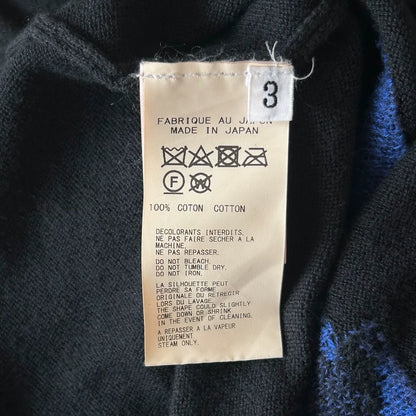 3
FABRIQUE AU JAPON
MADE IN JAPAN
F W
100% COTON COTTON
DECOLORANTS INTERDITS.
NE PAS FAIRE SECHER A LA
MACHINE.
NE PAS REPASSER.
DO NOT BLEACH.
DO NOT TUMBLE DRY.
DO NOT IRON.
LA SILHOUETTE PEUT
PERDRE SA FORME
ORIGINALE OU RETRECIR
LORS DU LAVAGE.
THE SHAPE COULD SLIGHTLY
COME DOWN OR SHRINK
IN THE EVENT OF CLEANING.
A REPASSER A LA VAPEUR
UNIQUEMENT
STEAM ONLY.